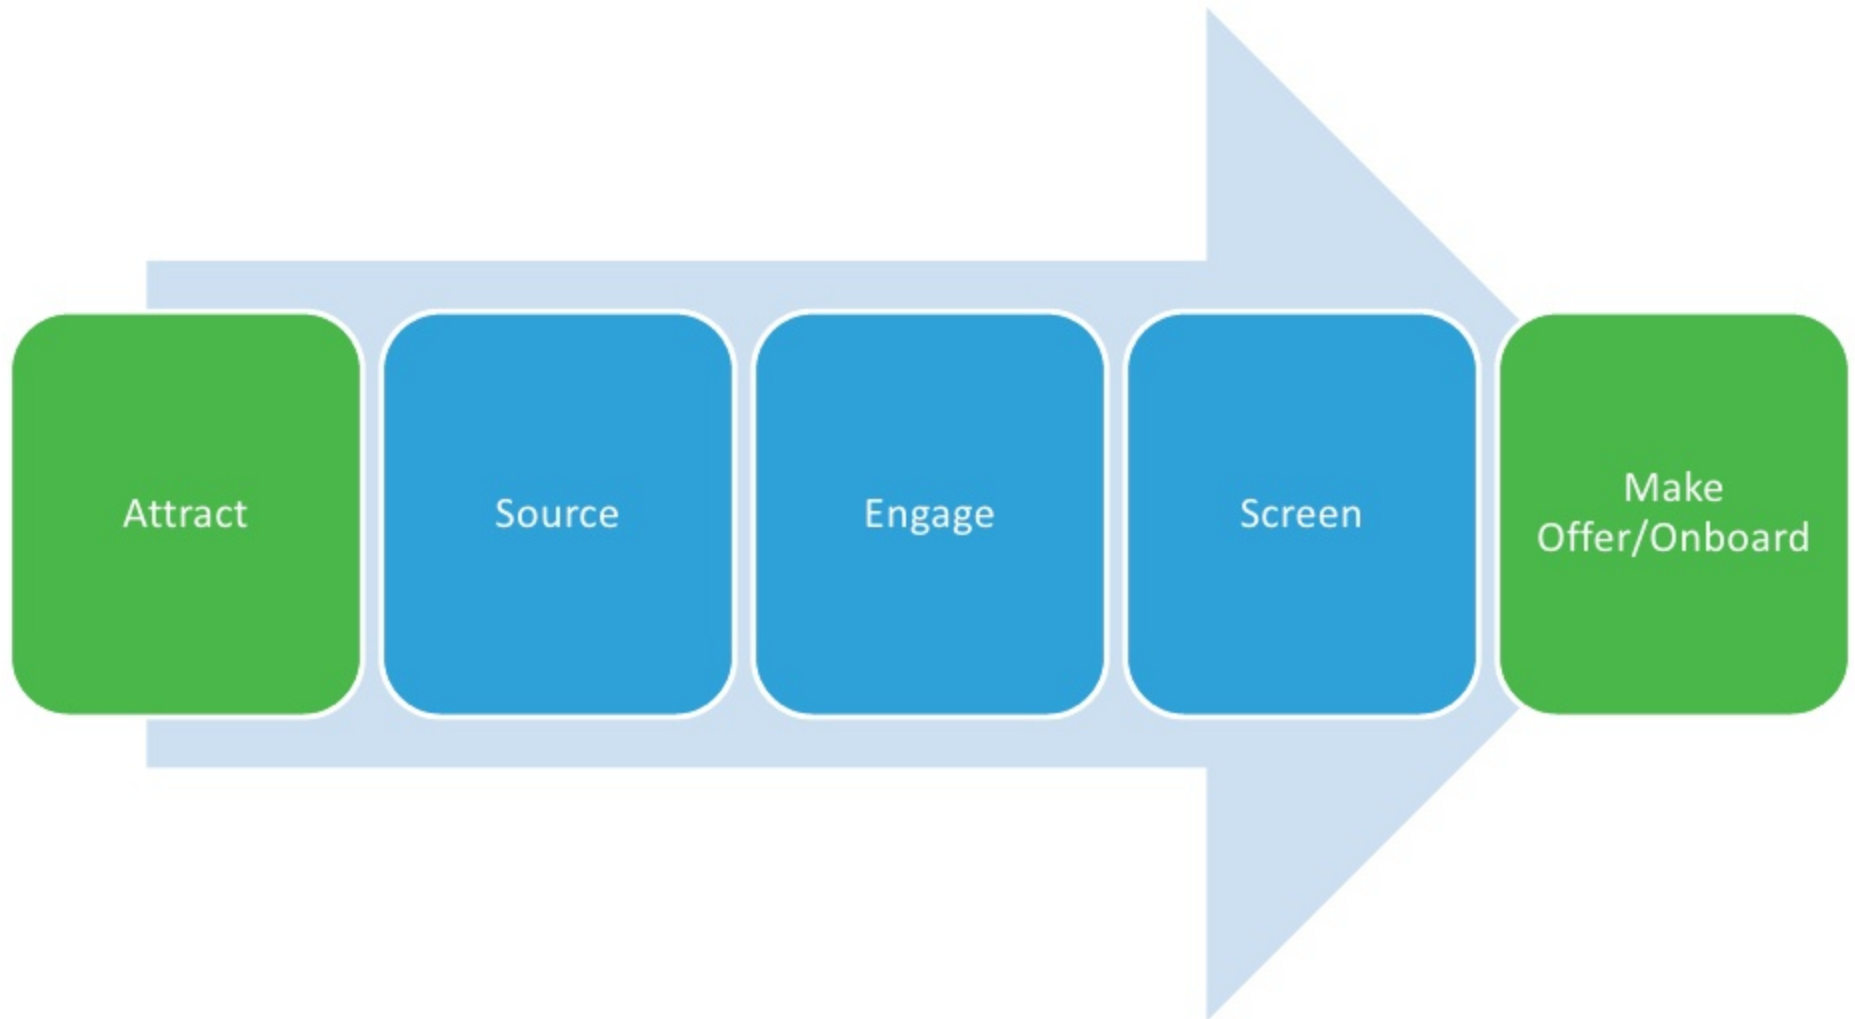 Attract
Source
Engage
Screen
Make
Offer/Onboard